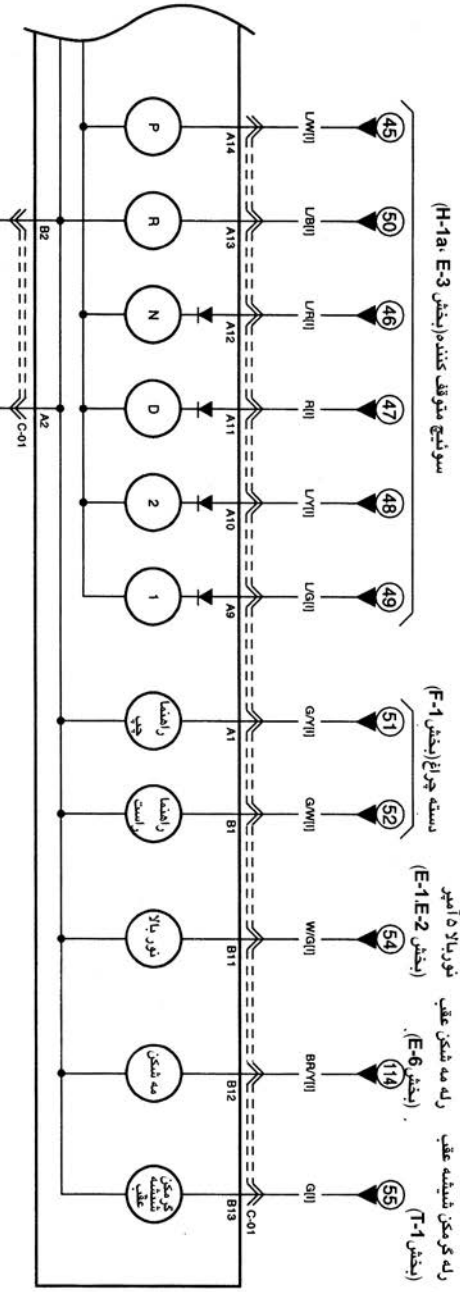 سوئیچ متوقف کننده(بخش H-1a، E-3)
دسته چراغ(بخش F-1)
نوربالا ۵ آمپر
(بخش E-1.E-2)
رله مه شکن عقب
(بخش E-6)
رله گرمکن شیشه عقب
(بخش T-1)
45
50
46
47
48
49
51
52
54
114
55
L/W[I]
L/B[I]
L/R[I]
R[I]
L/Y[I]
L/G[I]
G/Y[I]
G/W[I]
W/G[I]
BR/Y[I]
G[I]
A14
A13
A12
A11
A10
A9
A1
B1
B11
B12
B13
C-01
P
R
N
D
2
1
راهنما
چپ
راهنما
راست
نور بالا
مه شکن
گرمکن
شیشه
عقب
B2
A2
C-01